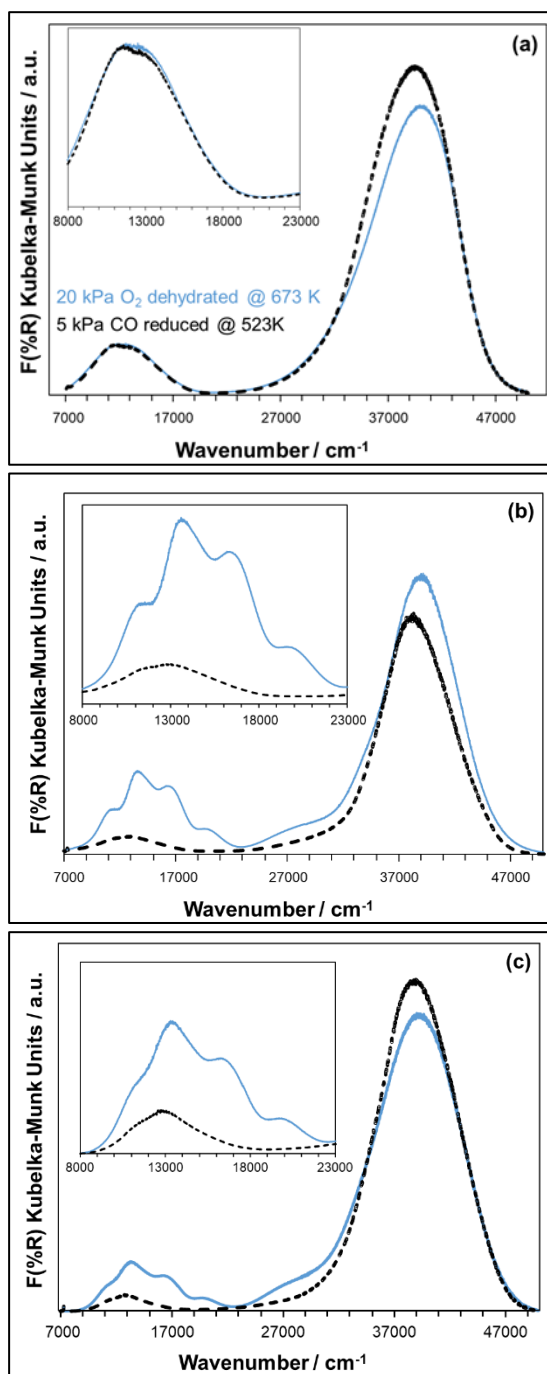 (a)
F(%R) Kubelka-Munk Units / a.u.
8000 13000 18000 23000
20 kPa O2 dehydrated @ 673 K
5 kPa CO reduced @ 523K
7000 17000 27000 37000 47000
Wavenumber / cm-1
(b)
F(%R) Kubelka-Munk Units / a.u.
8000 13000 18000 23000
7000 17000 27000 37000 47000
Wavenumber / cm-1
(c)
F(%R) Kubelka-Munk Units / a.u.
8000 13000 18000 23000
7000 17000 27000 37000 47000
Wavenumber / cm-1